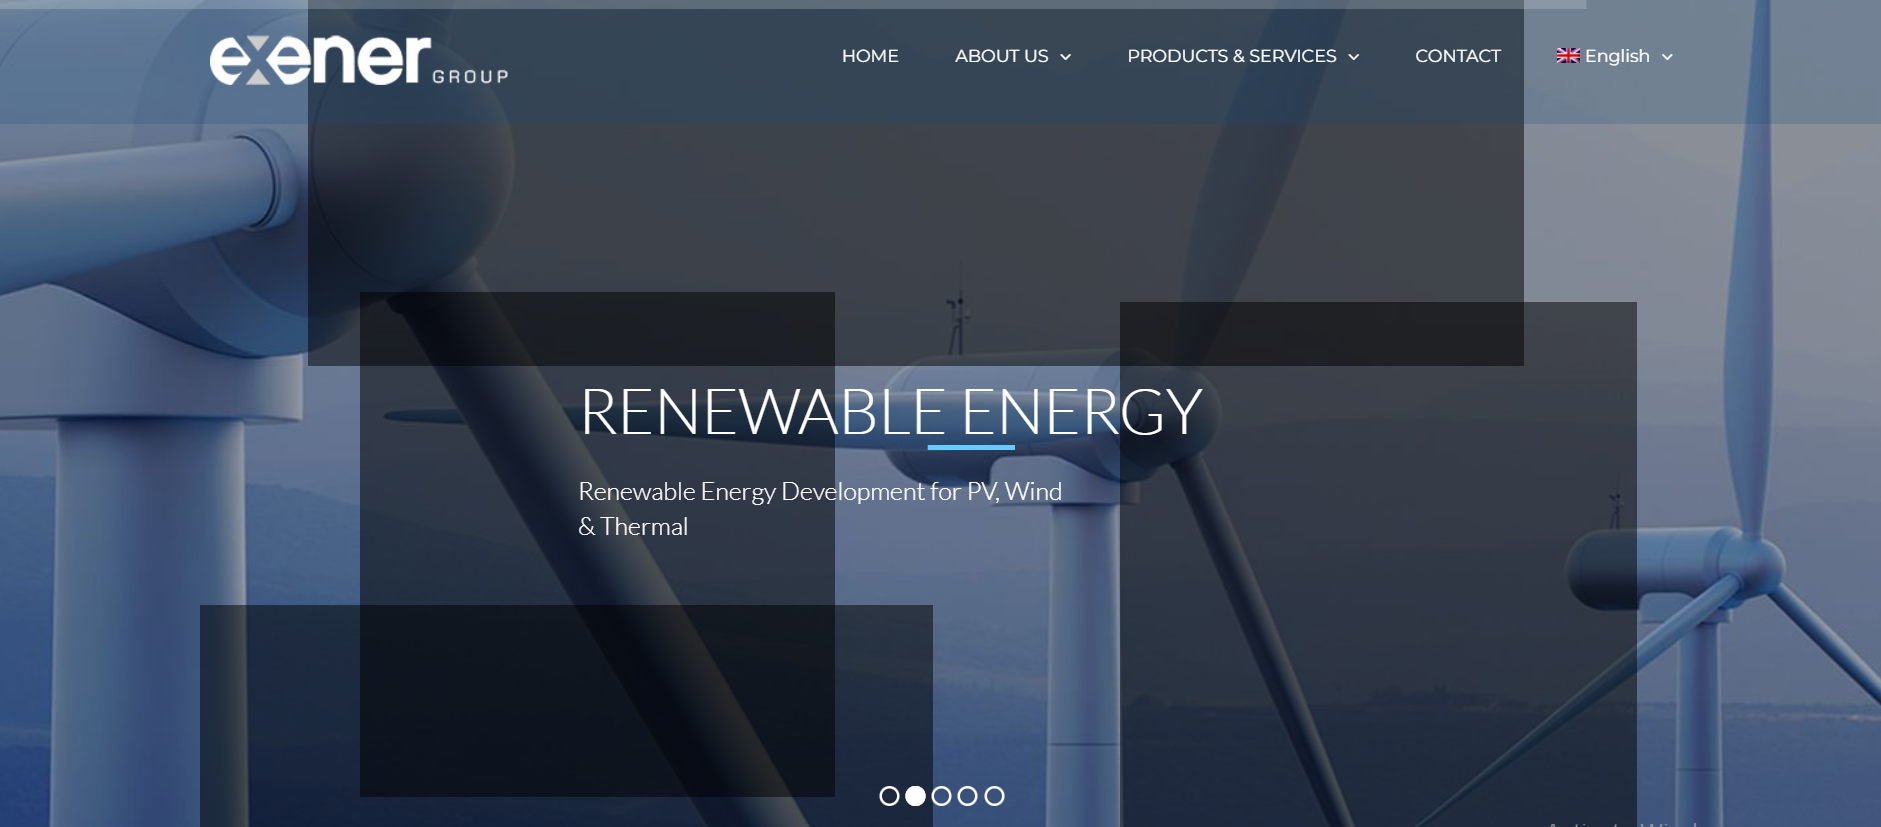 exener GROUP
HOME
ABOUT US
PRODUCTS & SERVICES
CONTACT
English
RENEWABLE ENERGY
Renewable Energy Development for PV, Wind
& Thermal